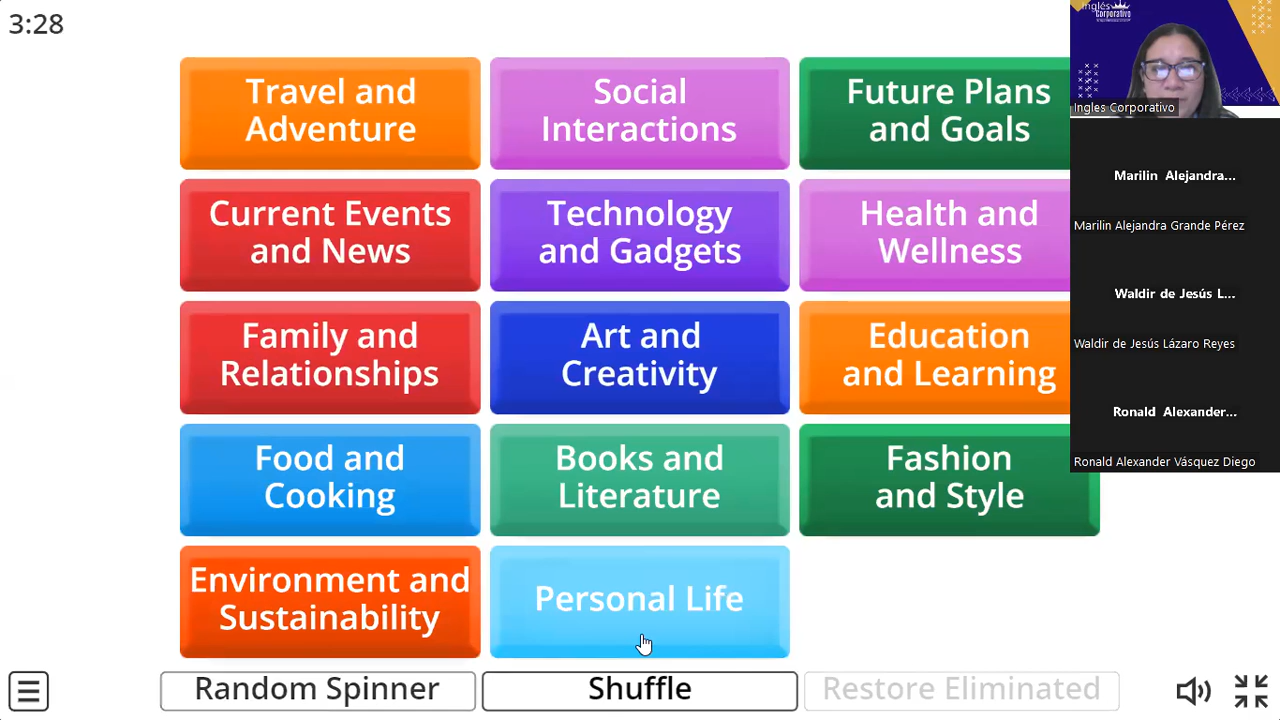 3:28
Travel and
Adventure
Social
Interactions
Future Plans
and Goals
Current Events
and News
Technology
and Gadgets
Health and
Wellness
Family and
Relationships
Art and
Creativity
Education
and Learning
Food and
Cooking
Books and
Literature
Fashion
and Style
Environment and
Sustainability
Personal Life
Random Spinner
Shuffle
Restore Eliminated
Inglés
Corporativo
Ingles Corporativo
Marilin Alejandra...
Marilin Alejandra Grande Pérez
Waldir de Jesús L...
Waldir de Jesús Lázaro Reyes
Ronald Alexander...
Ronald Alexander Vásquez Diego